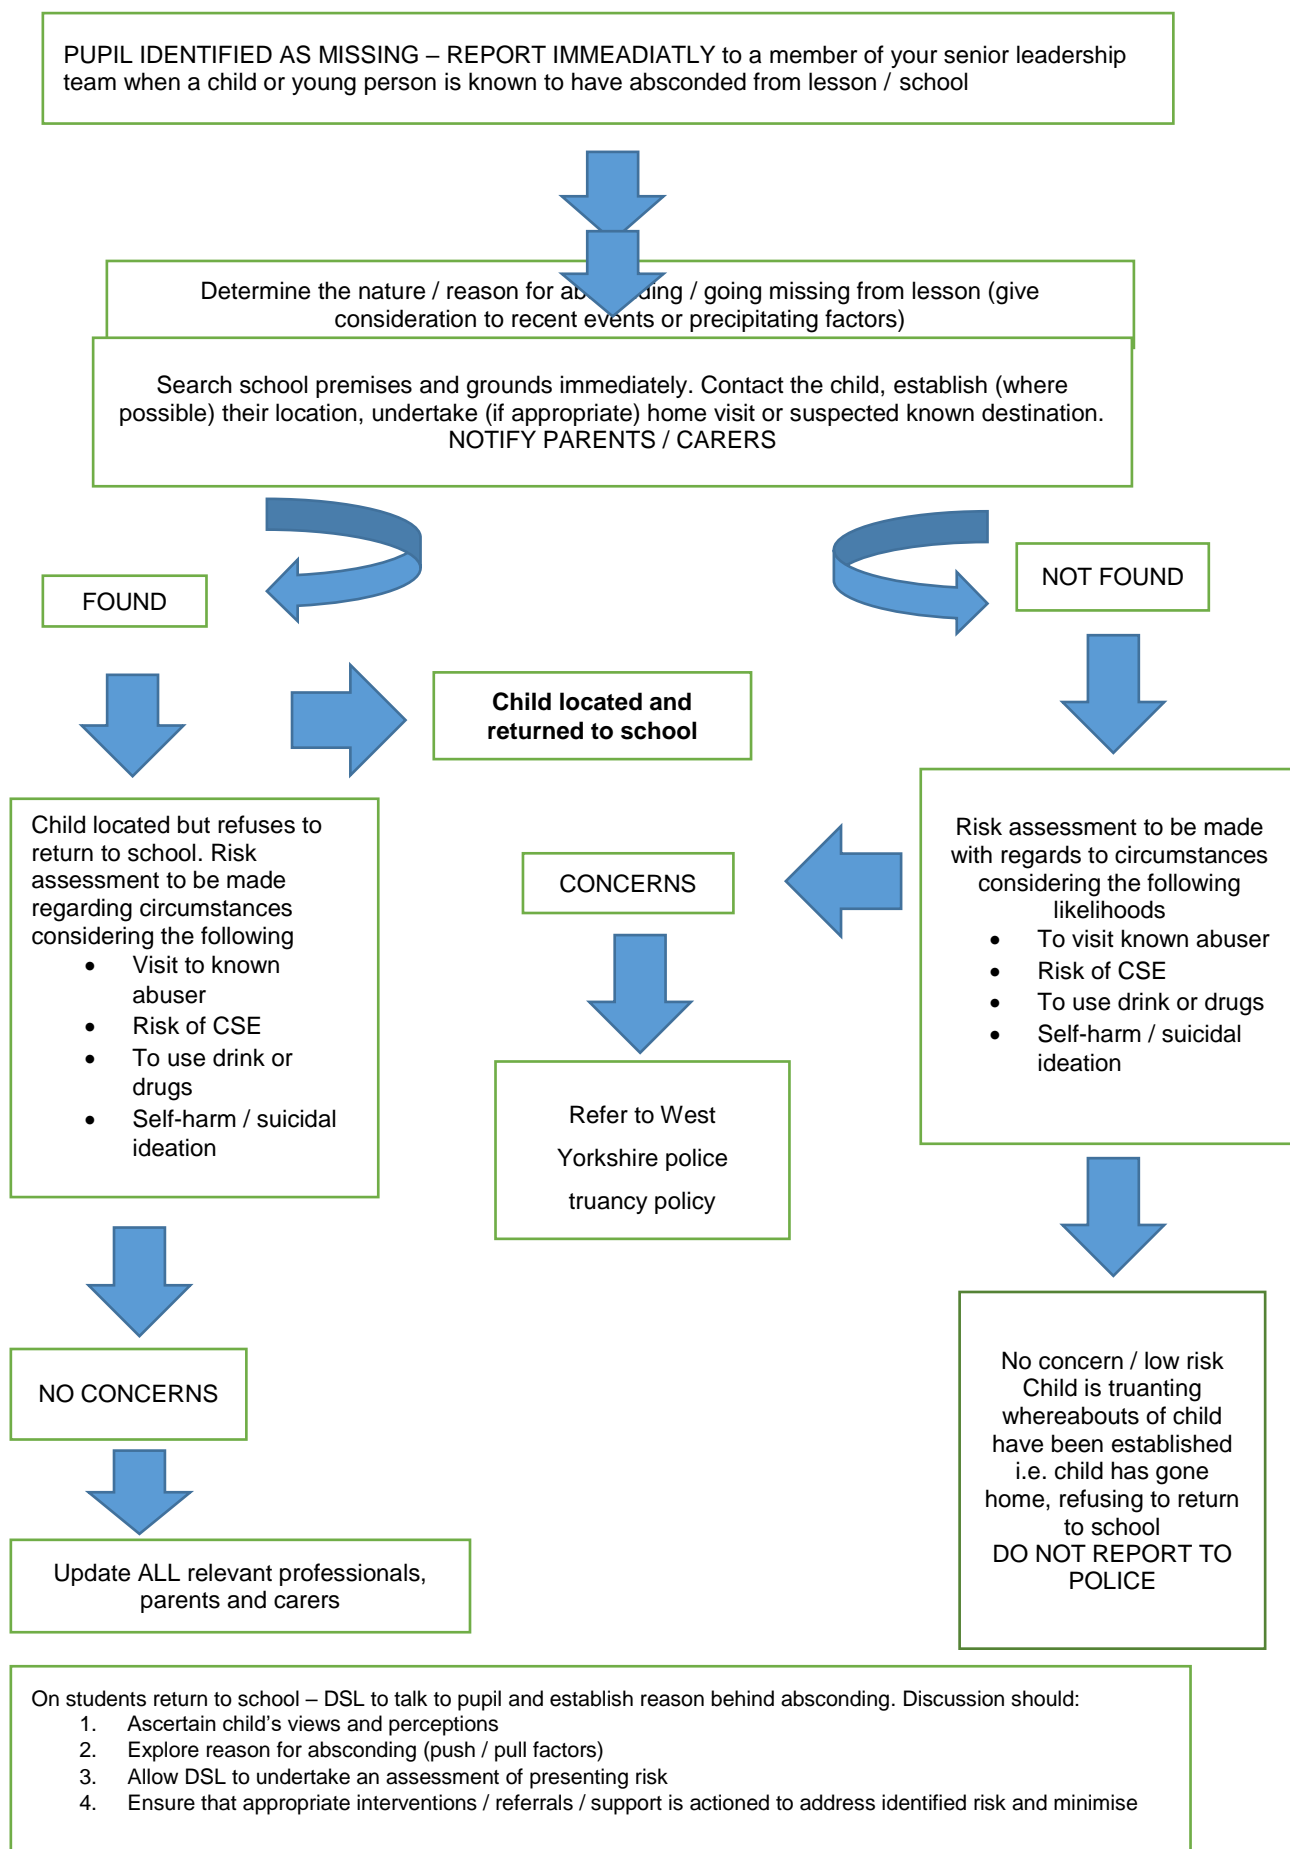 PUPIL IDENTIFIED AS MISSING – REPORT IMMEADIATLY to a member of your senior leadership
team when a child or young person is known to have absconded from lesson / school
Determine the nature / reason for ab ding / going missing from lesson (give
consideration to recent events or precipitating factors)
Search school premises and grounds immediately. Contact the child, establish (where
possible) their location, undertake (if appropriate) home visit or suspected known destination.
NOTIFY PARENTS / CARERS
FOUND
NOT FOUND
Child located and
returned to school
Child located but refuses to
return to school. Risk
assessment to be made
regarding circumstances
considering the following
• Visit to known
abuser
• Risk of CSE
• To use drink or
drugs
• Self-harm / suicidal
ideation
CONCERNS
Risk assessment to be made
with regards to circumstances
considering the following
likelihoods
• To visit known abuser
• Risk of CSE
• To use drink or drugs
• Self-harm / suicidal
ideation
Refer to West
Yorkshire police
truancy policy
NO CONCERNS
No concern / low risk
Child is truanting
whereabouts of child
have been established
i.e. child has gone
home, refusing to return
to school
DO NOT REPORT TO
POLICE
Update ALL relevant professionals,
parents and carers
On students return to school – DSL to talk to pupil and establish reason behind absconding. Discussion should:
1. Ascertain child's views and perceptions
2. Explore reason for absconding (push / pull factors)
3. Allow DSL to undertake an assessment of presenting risk
4. Ensure that appropriate interventions / referrals / support is actioned to address identified risk and minimise